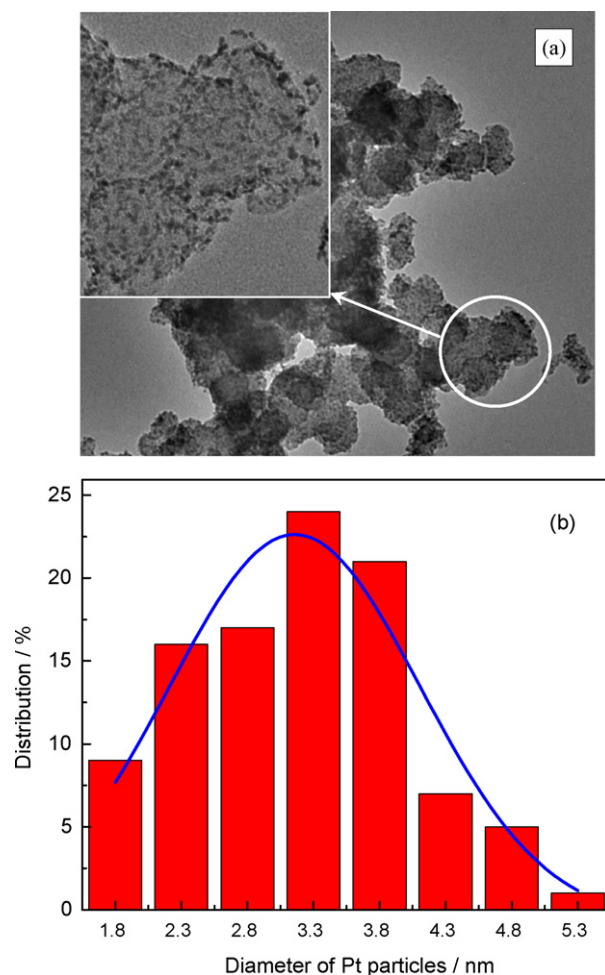 (a)
(b)
25
20
15
10
5
0
Distribution / %
1.8 2.3 2.8 3.3 3.8 4.3 4.8 5.3
Diameter of Pt particles / nm